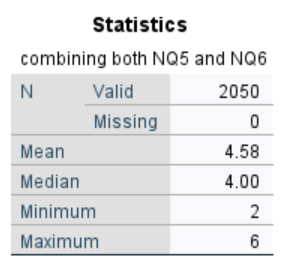 Statistics
combining both NQ5 and NQ6
N Valid 2050
Missing 0
Mean 4.58
Median 4.00
Minimum 2
Maximum 6